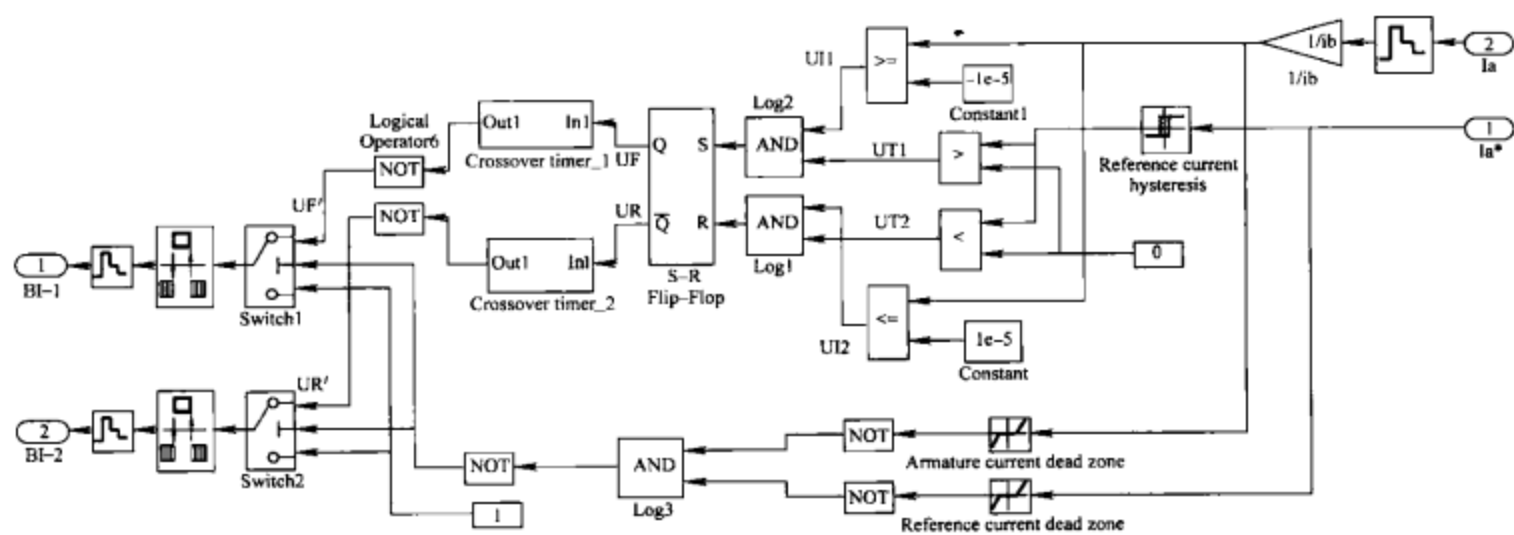 1/ib
1/ib
2
Ia
>=
UI1
-1e-5
Constant1
Log2
AND
Logical
Operator6
NOT
Out1
In1
Crossover timer_1
UF
Q
S
UT1
>
Reference current
hysteresis
1
Ia*
UF′
NOT
UR
Q̅
R
AND
Log1
UT2
<
0
Out1
In1
Crossover timer_2
S-R
Flip-Flop
1
BI-1
Switch1
<=
UI2
1e-5
Constant
UR′
2
BI-2
Switch2
NOT
AND
Log3
NOT
Armature current dead zone
NOT
Reference current dead zone
1